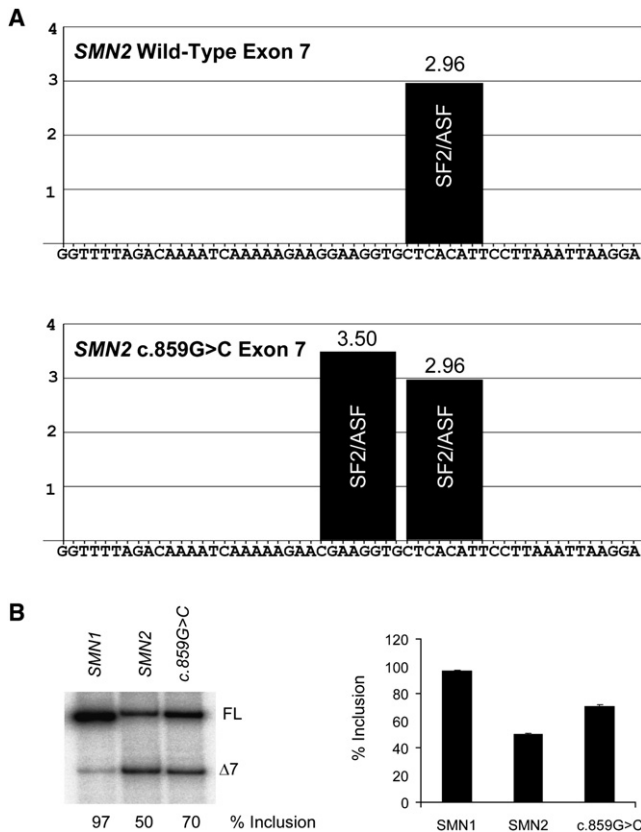 A
SMN2 Wild-Type Exon 7
4
3
2
1
2.96
SF2/ASF
GGTTTTAGACAAAATCAAAAAGAAGGAAGGTGCTCACATTCCTTAAATTAAGGA
SMN2 c.859G>C Exon 7
4
3
2
1
3.50
2.96
SF2/ASF
SF2/ASF
GGTTTTAGACAAAATCAAAAAGAACGAAGGTGCTCACATTCCTTAAATTAAGGA
B
SMN1
SMN2
c.859G>C
FL
Δ7
97 50 70 % Inclusion
% Inclusion
120
100
80
60
40
20
0
SMN1 SMN2 c.859G>C